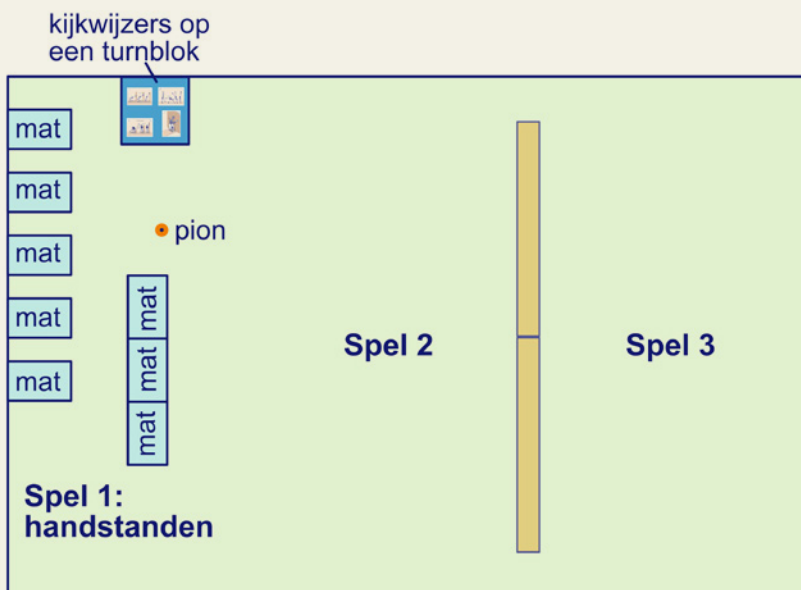 kijkwijzers op
een turnblok
mat
mat
mat
mat
mat
pion
mat
mat
mat
Spel 1:
handstanden
Spel 2
Spel 3